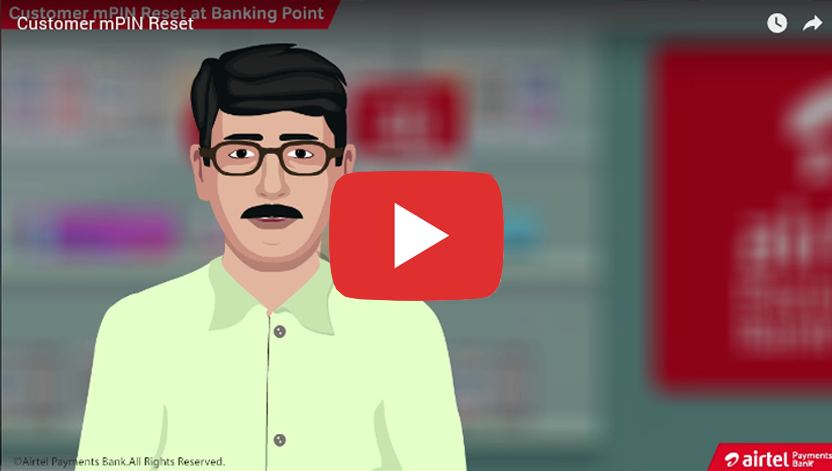 Customer mPIN Reset at Banking Point
Customer mPIN Reset
©Airtel Payments Bank.All Rights Reserved.
airtel Payments
Bank